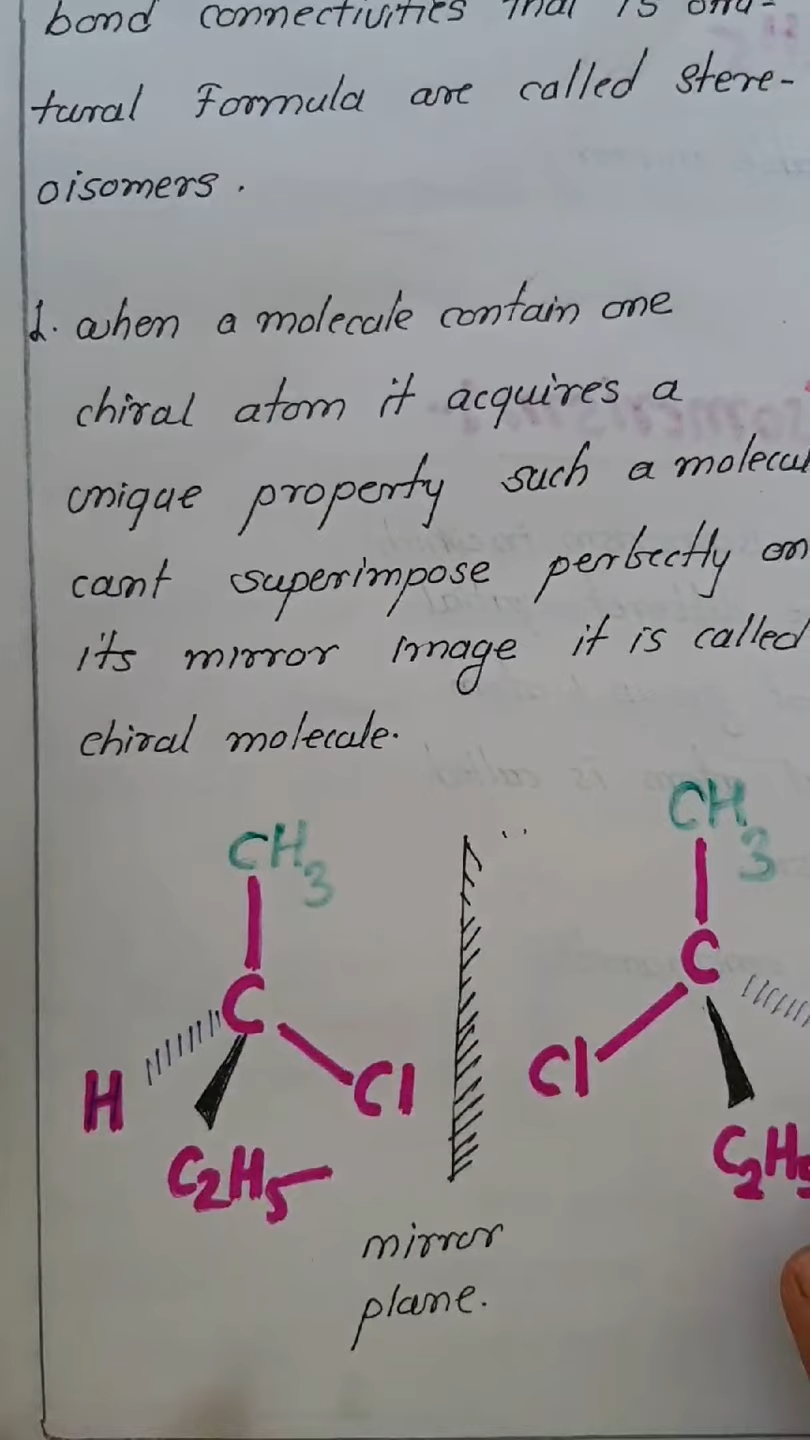 bond connectivities that is
tural Formula are called stere-
oisomers.
1. when a molecule contain one
chiral atom it acquires a
unique property such a molecul
cant superimpose perbectly on
its mirror image it is called
chiral molecule.
CH3 CH3
C C
H Cl Cl
C2H5 C2H5
mirror
plane.